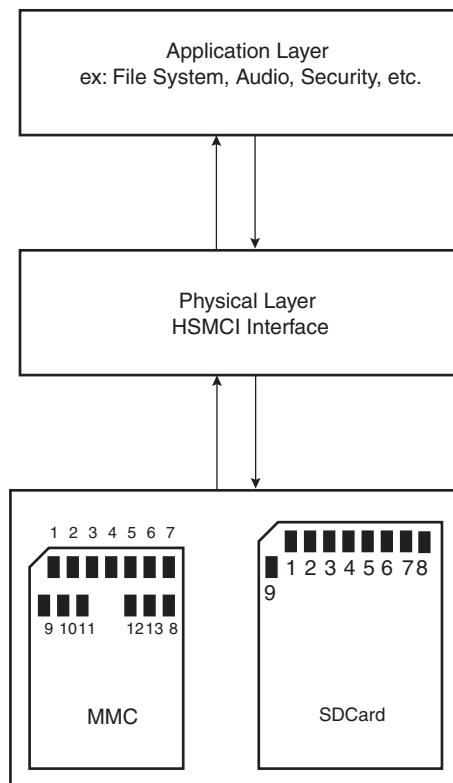 Application Layer
ex: File System, Audio, Security, etc.
Physical Layer
HSMCI Interface
1 2 3 4 5 6 7
9 10 11 12 13 8
MMC
1 2 3 4 5 6 7 8
9
SDCard